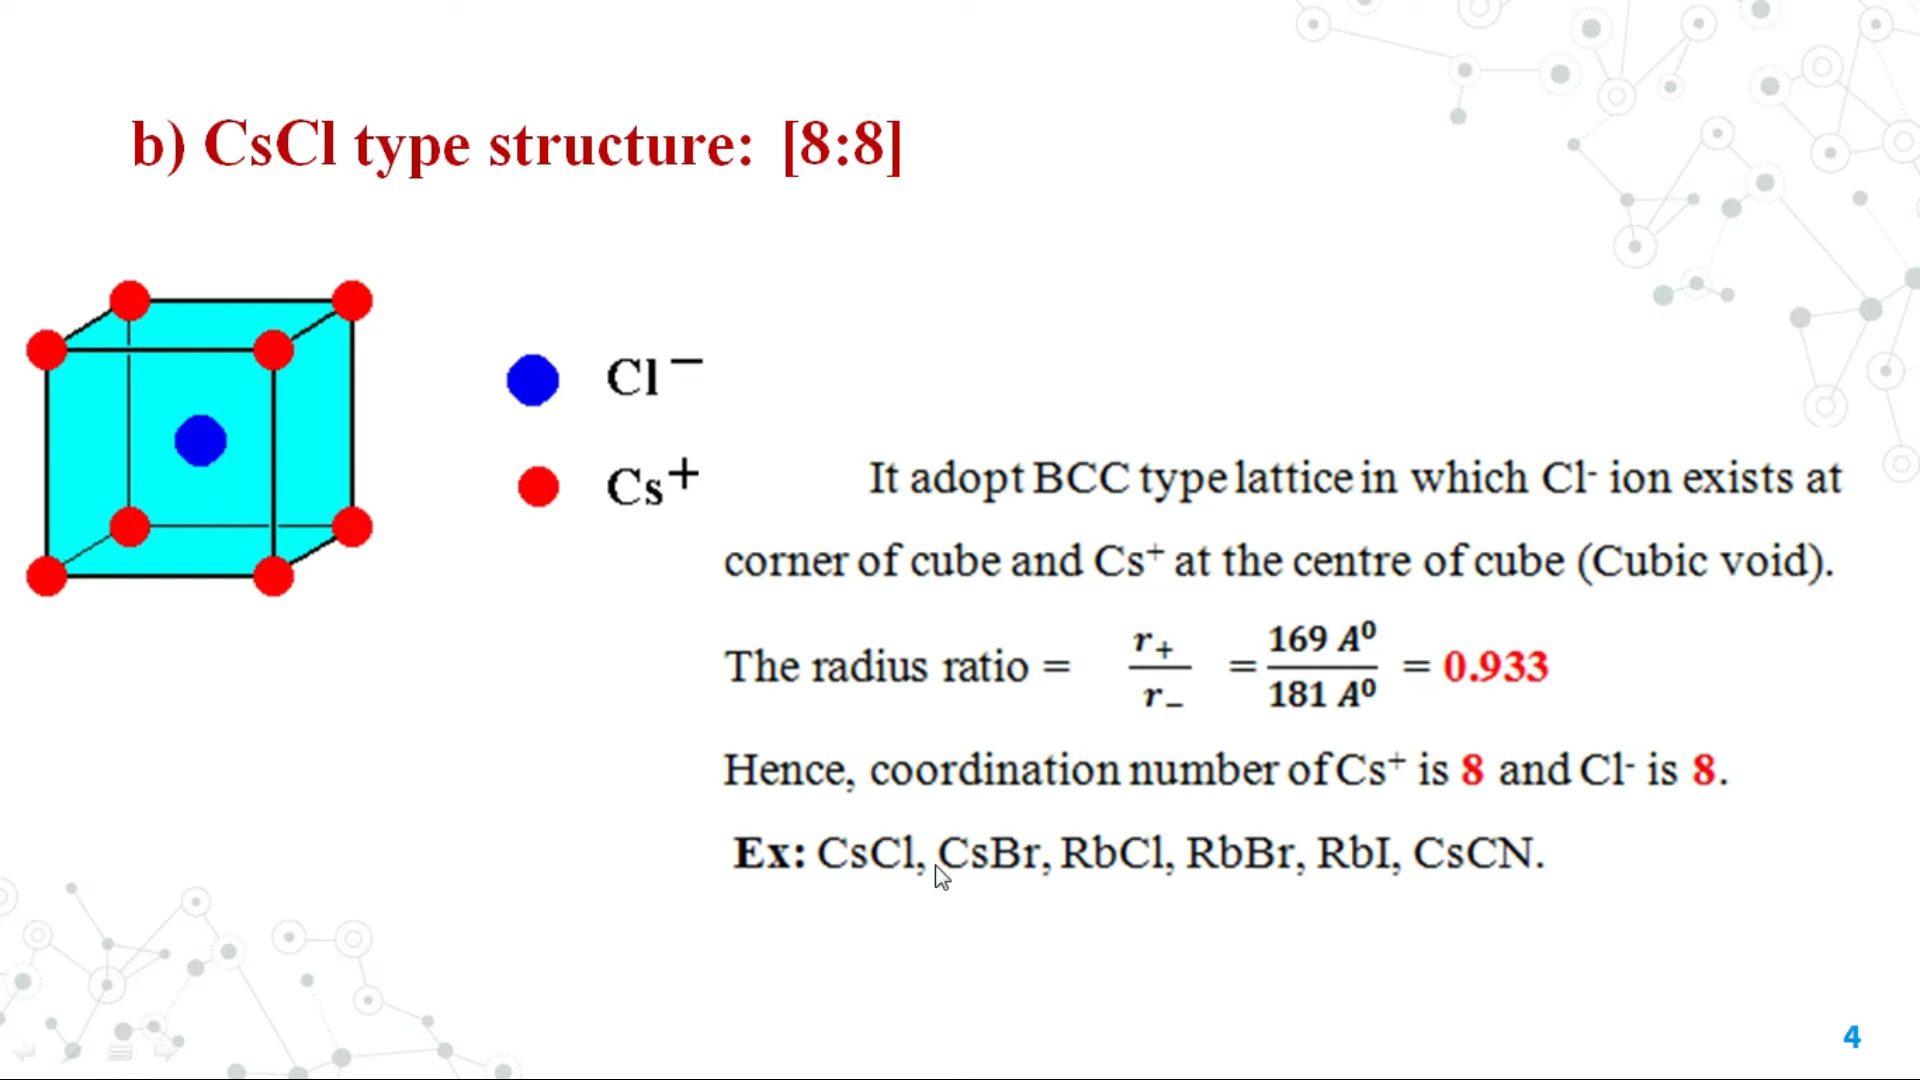 b) CsCl type structure: [8:8]
Cl⁻
Cs⁺
It adopt BCC type lattice in which Cl⁻ ion exists at
corner of cube and Cs⁺ at the centre of cube (Cubic void).
The radius ratio = r₊/r₋ = 169 A⁰/181 A⁰ = 0.933
Hence, coordination number of Cs⁺ is 8 and Cl⁻ is 8.
Ex: CsCl, CsBr, RbCl, RbBr, RbI, CsCN.
4